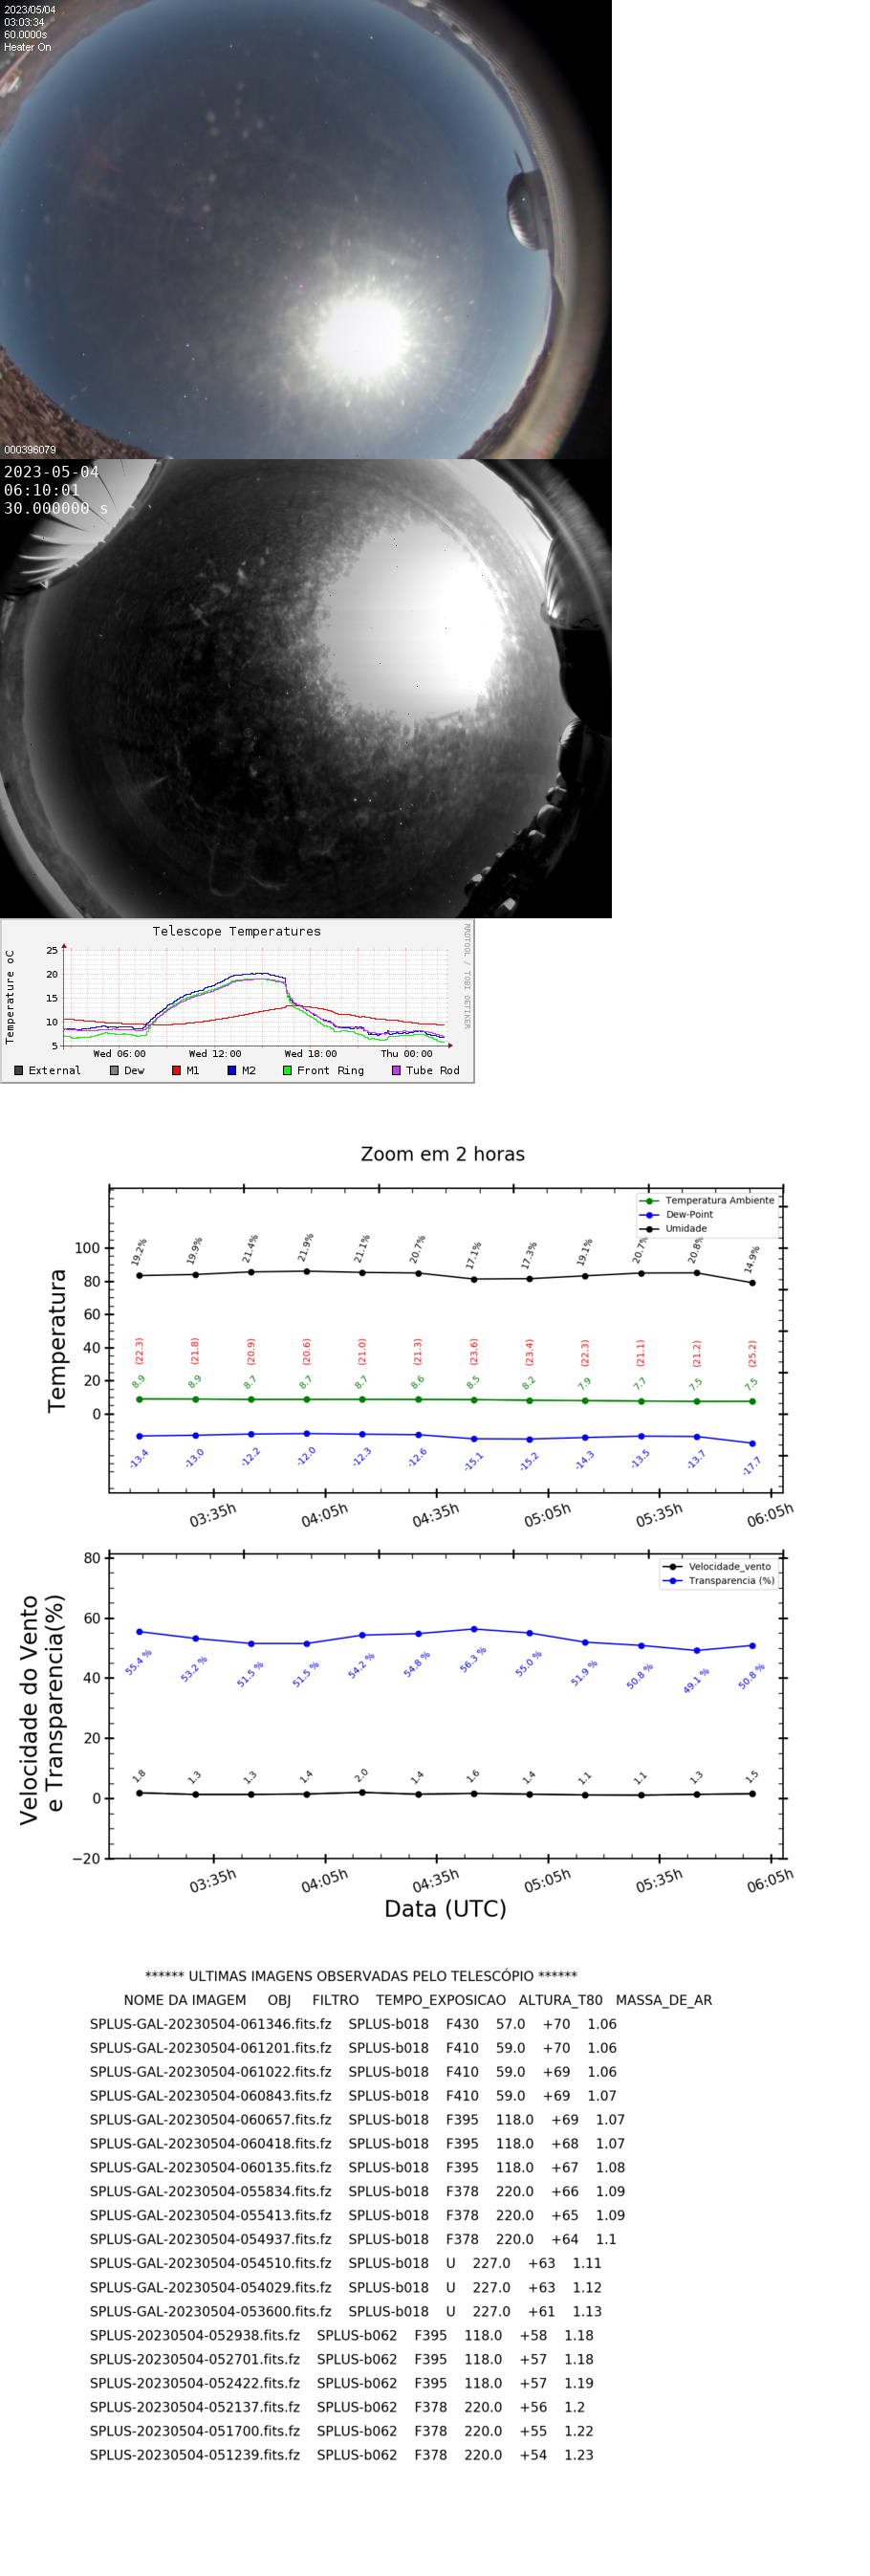 2023/05/04
03:03:34
60.0000s
Heater On
000396079
2023-05-04
06:10:01
30.000000 s
Telescope Temperatures
RRDTOOL / TOBI OETIKER
Temperature oC
25
20
15
10
5
Wed 06:00 Wed 12:00 Wed 18:00 Thu 00:00
External Dew M1 M2 Front Ring Tube Rod
Zoom em 2 horas
Temperatura Ambiente
Dew-Point
Umidade
Temperatura
100
80
60
40
20
0
19.2% 19.9% 21.4% 21.9% 21.1% 20.7% 17.1% 17.3% 19.1% 20.7% 20.8% 14.9%
(22.3) (21.8) (20.9) (20.6) (21.0) (21.3) (23.6) (23.4) (22.3) (21.1) (21.2) (25.2)
8.9 8.9 8.7 8.7 8.7 8.6 8.5 8.2 7.9 7.7 7.5 7.5
-13.4 -13.0 -12.2 -12.0 -12.3 -12.6 -15.1 -15.2 -14.3 -13.5 -13.7 -17.7
03:35h 04:05h 04:35h 05:05h 05:35h 06:05h
Velocidade_vento
Transparencia (%)
Velocidade do Vento
e Transparencia(%)
80
60
40
20
0
−20
55.4 % 53.2 % 51.5 % 51.5 % 54.2 % 54.8 % 56.3 % 55.0 % 51.9 % 50.8 % 49.1 % 50.8 %
1.8 1.3 1.3 1.4 2.0 1.4 1.6 1.4 1.1 1.1 1.3 1.5
03:35h 04:05h 04:35h 05:05h 05:35h 06:05h
Data (UTC)
****** ULTIMAS IMAGENS OBSERVADAS PELO TELESCÓPIO ******
NOME DA IMAGEM OBJ FILTRO TEMPO_EXPOSICAO ALTURA_T80 MASSA_DE_AR
SPLUS-GAL-20230504-061346.fits.fz SPLUS-b018 F430 57.0 +70 1.06
SPLUS-GAL-20230504-061201.fits.fz SPLUS-b018 F410 59.0 +70 1.06
SPLUS-GAL-20230504-061022.fits.fz SPLUS-b018 F410 59.0 +69 1.06
SPLUS-GAL-20230504-060843.fits.fz SPLUS-b018 F410 59.0 +69 1.07
SPLUS-GAL-20230504-060657.fits.fz SPLUS-b018 F395 118.0 +69 1.07
SPLUS-GAL-20230504-060418.fits.fz SPLUS-b018 F395 118.0 +68 1.07
SPLUS-GAL-20230504-060135.fits.fz SPLUS-b018 F395 118.0 +67 1.08
SPLUS-GAL-20230504-055834.fits.fz SPLUS-b018 F378 220.0 +66 1.09
SPLUS-GAL-20230504-055413.fits.fz SPLUS-b018 F378 220.0 +65 1.09
SPLUS-GAL-20230504-054937.fits.fz SPLUS-b018 F378 220.0 +64 1.1
SPLUS-GAL-20230504-054510.fits.fz SPLUS-b018 U 227.0 +63 1.11
SPLUS-GAL-20230504-054029.fits.fz SPLUS-b018 U 227.0 +63 1.12
SPLUS-GAL-20230504-053600.fits.fz SPLUS-b018 U 227.0 +61 1.13
SPLUS-20230504-052938.fits.fz SPLUS-b062 F395 118.0 +58 1.18
SPLUS-20230504-052701.fits.fz SPLUS-b062 F395 118.0 +57 1.18
SPLUS-20230504-052422.fits.fz SPLUS-b062 F395 118.0 +57 1.19
SPLUS-20230504-052137.fits.fz SPLUS-b062 F378 220.0 +56 1.2
SPLUS-20230504-051700.fits.fz SPLUS-b062 F378 220.0 +55 1.22
SPLUS-20230504-051239.fits.fz SPLUS-b062 F378 220.0 +54 1.23